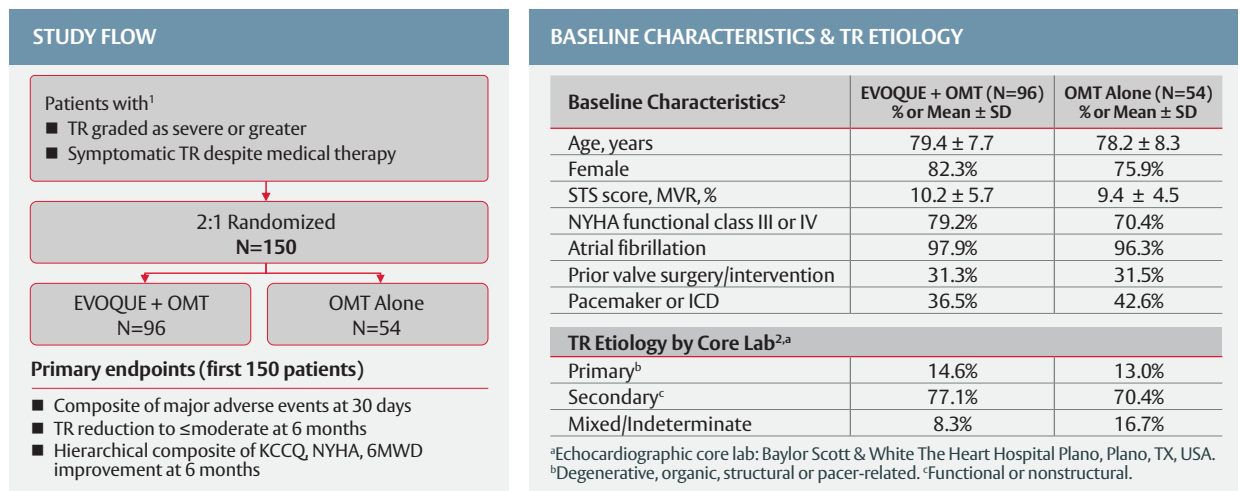 STUDY FLOW
Patients with¹
■ TR graded as severe or greater
■ Symptomatic TR despite medical therapy
2:1 Randomized
N=150
EVOQUE + OMT
N=96
OMT Alone
N=54
Primary endpoints (first 150 patients)
■ Composite of major adverse events at 30 days
■ TR reduction to ≤moderate at 6 months
■ Hierarchical composite of KCCQ, NYHA, 6MWD
improvement at 6 months
BASELINE CHARACTERISTICS & TR ETIOLOGY
Baseline Characteristics² EVOQUE + OMT (N=96) OMT Alone (N=54)
% or Mean ± SD % or Mean ± SD
Age, years 79.4 ± 7.7 78.2 ± 8.3
Female 82.3% 75.9%
STS score, MVR, % 10.2 ± 5.7 9.4 ± 4.5
NYHA functional class III or IV 79.2% 70.4%
Atrial fibrillation 97.9% 96.3%
Prior valve surgery/intervention 31.3% 31.5%
Pacemaker or ICD 36.5% 42.6%
TR Etiology by Core Lab²,ᵃ
Primaryᵇ 14.6% 13.0%
Secondaryᶜ 77.1% 70.4%
Mixed/Indeterminate 8.3% 16.7%
ᵃEchocardiographic core lab: Baylor Scott & White The Heart Hospital Plano, Plano, TX, USA.
ᵇDegenerative, organic, structural or pacer-related. ᶜFunctional or nonstructural.